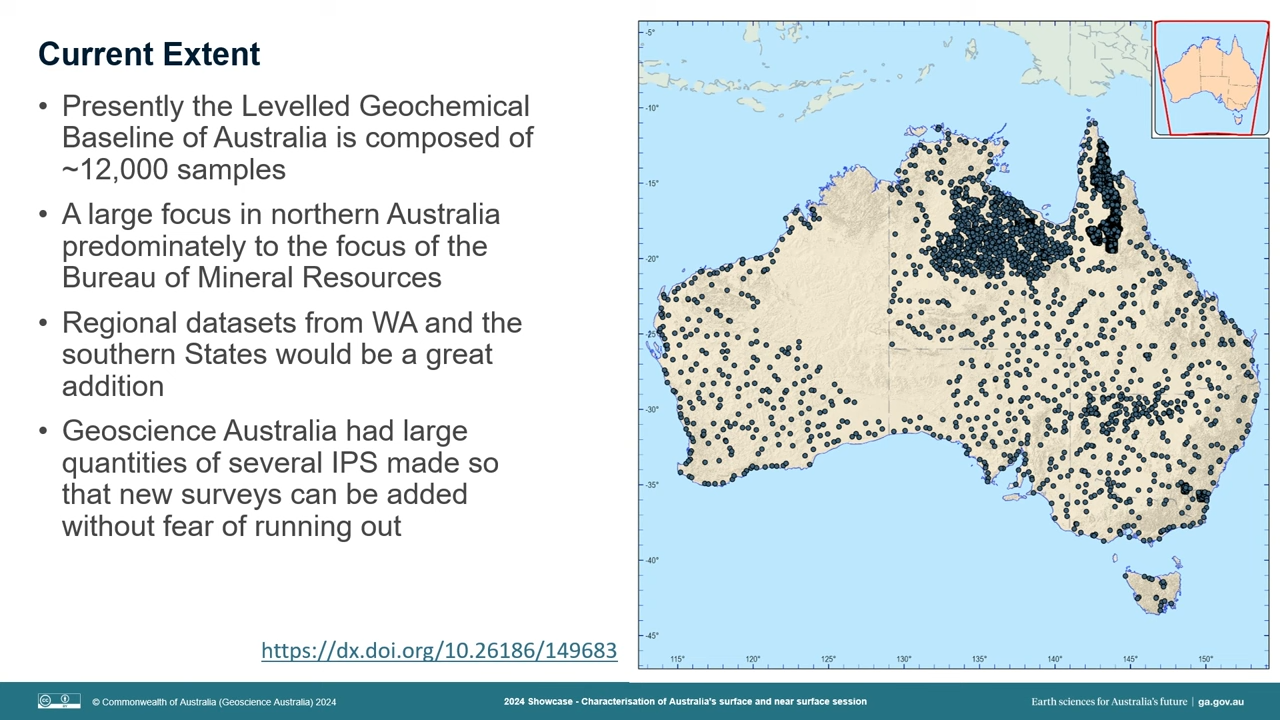 Current Extent
• Presently the Levelled Geochemical
Baseline of Australia is composed of
~12,000 samples
• A large focus in northern Australia
predominately to the focus of the
Bureau of Mineral Resources
• Regional datasets from WA and the
southern States would be a great
addition
• Geoscience Australia had large
quantities of several IPS made so
that new surveys can be added
without fear of running out
https://dx.doi.org/10.26186/149683
-5°
-10°
-15°
-20°
-25°
-30°
-35°
-40°
-45°
115° 120° 125° 130° 135° 140° 145° 150°
© Commonwealth of Australia (Geoscience Australia) 2024
2024 Showcase - Characterisation of Australia's surface and near surface session
Earth sciences for Australia's future | ga.gov.au